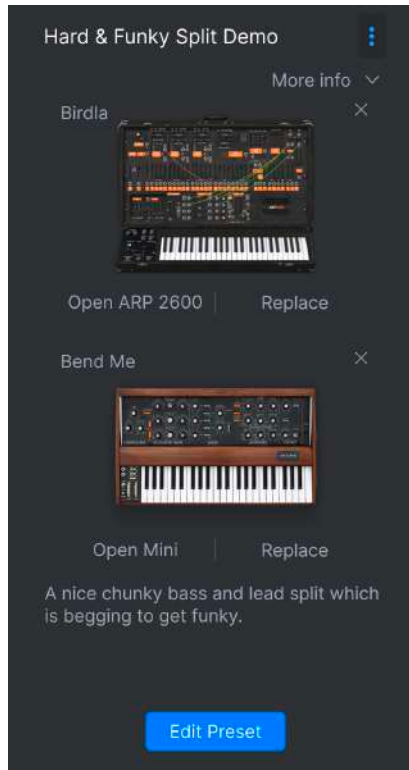 Hard & Funky Split Demo
More info
Birdla
Open ARP 2600
Replace
Bend Me
Open Mini
Replace
A nice chunky bass and lead split which
is begging to get funky.
Edit Preset